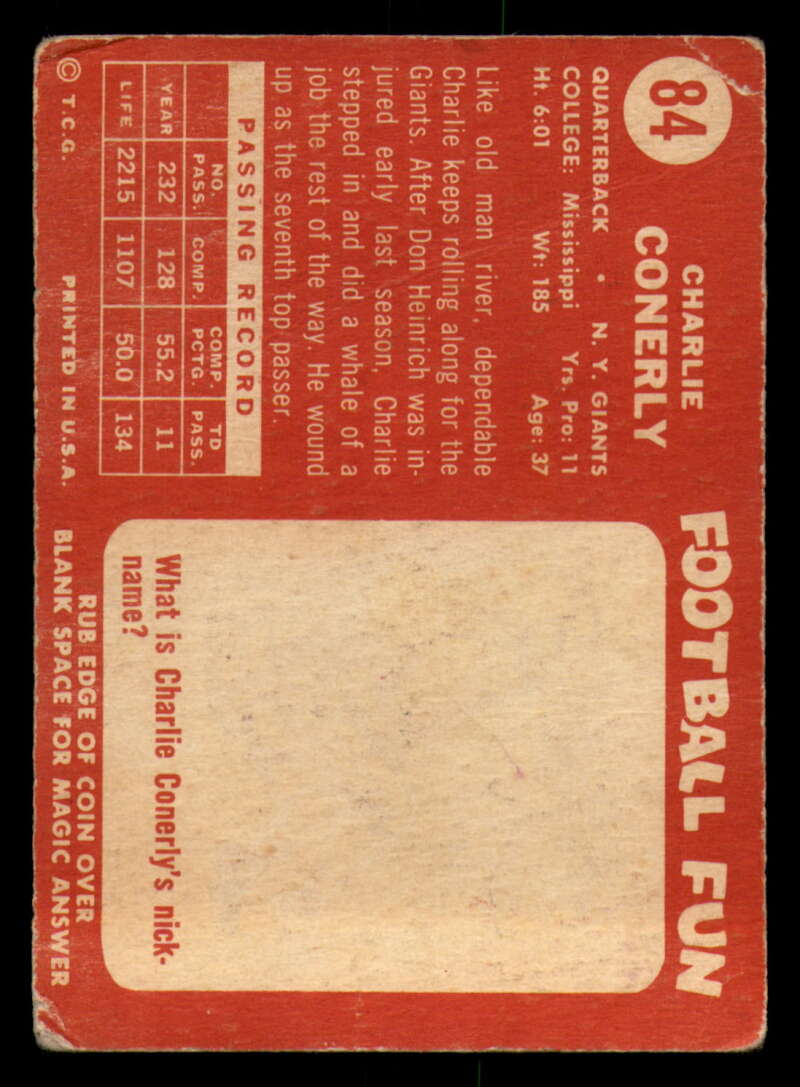 84
CHARLIE
CONERLY
QUARTERBACK • N. Y. GIANTS
COLLEGE: Mississippi Yrs. Pro: 11
Ht. 6:01 Wt: 185 Age: 37
Like old man river, dependable
Charlie keeps rolling along for the
Giants. After Don Heinrich was in-
jured early last season, Charlie
stepped in and did a whale of a
job the rest of the way. He wound
up as the seventh top passer.
PASSING RECORD
NO. PASS. COMP. COMP. PCTG. TD PASS.
YEAR 232 128 55.2 11
LIFE 2215 1107 50.0 134
© T.C.G. PRINTED IN U.S.A.
FOOTBALL FUN
What is Charlie Conerly's nick-
name?
RUB EDGE OF COIN OVER
BLANK SPACE FOR MAGIC ANSWER